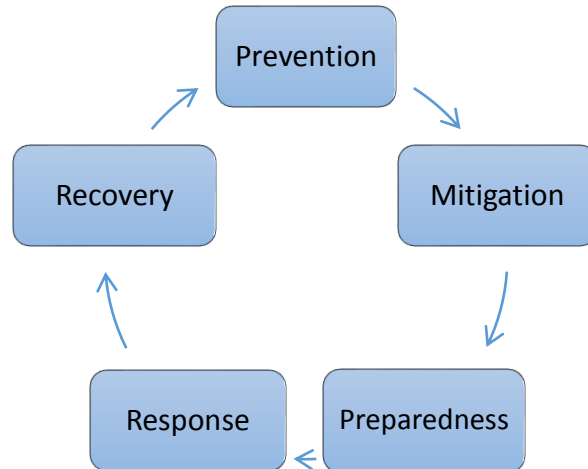 Prevention
Mitigation
Preparedness
Response
Recovery